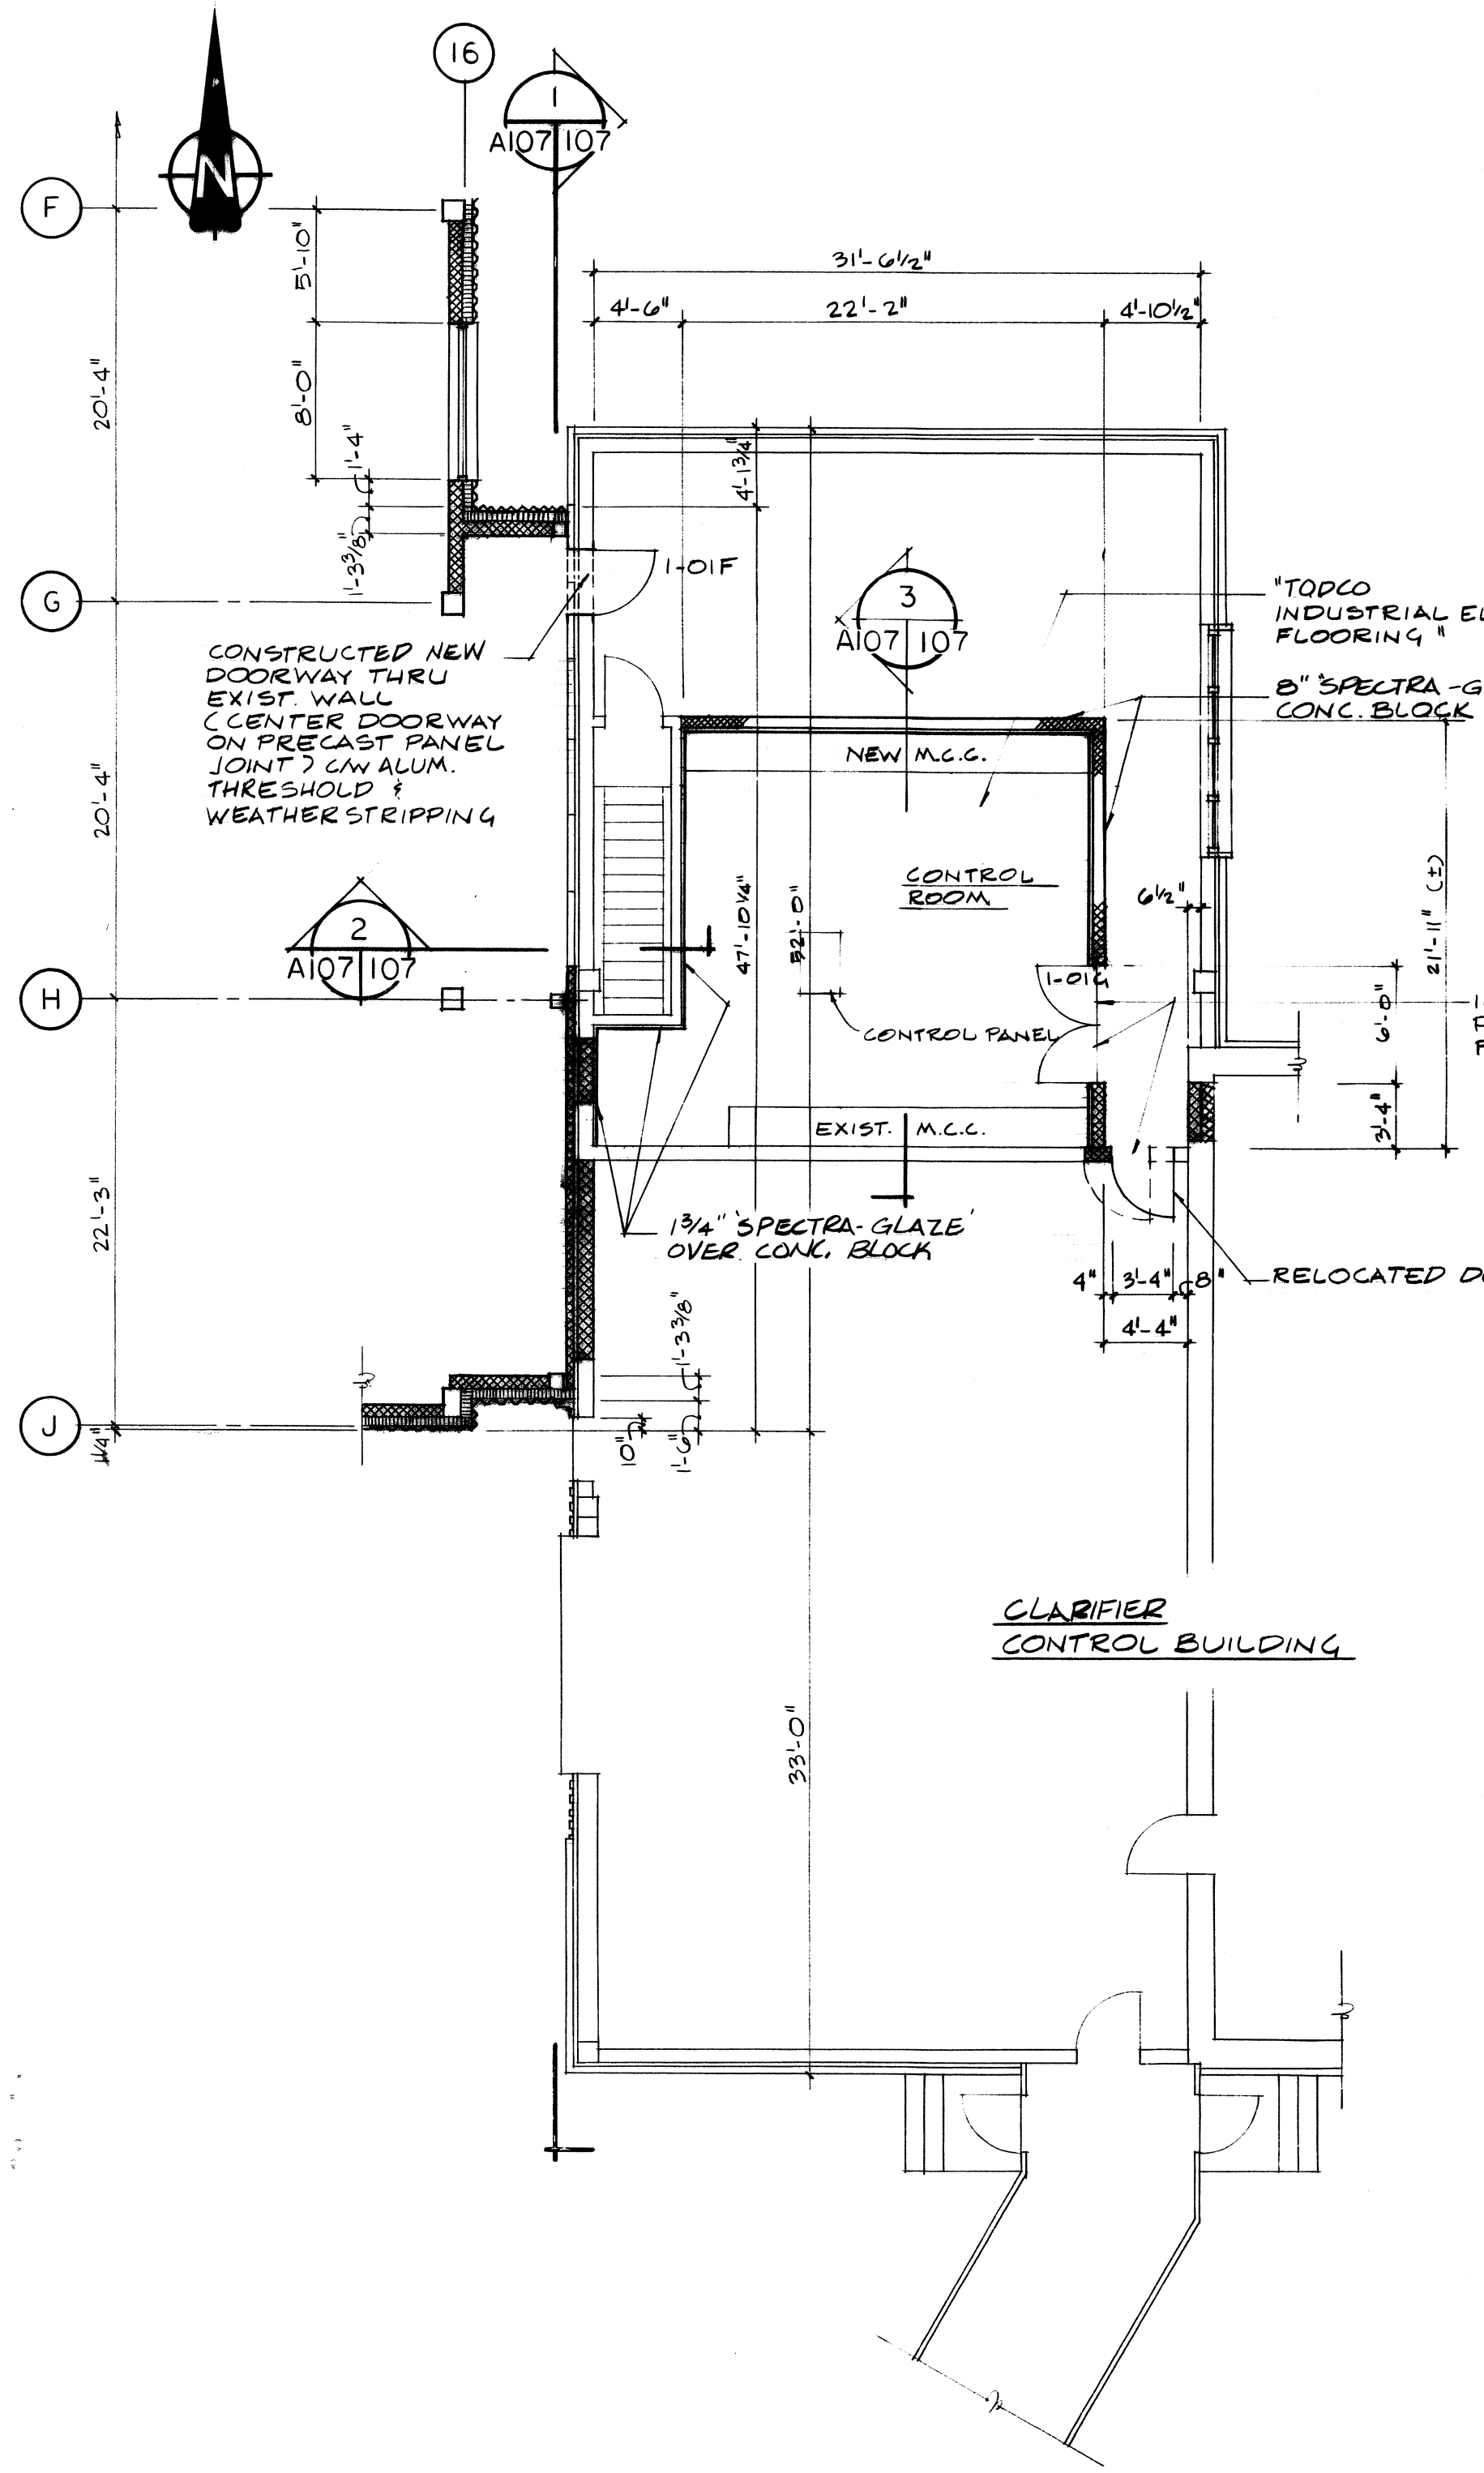 16
1
A107 107
N
F
5'-10"
31'-6 1/2"
4'-6"
22'-2"
4'-10 1/2"
20'-4"
8'-0"
1'-4"
4'-1 3/4"
1'-3 3/8"
1-01F
3
A107 107
G
"TODCO
INDUSTRIAL EL
FLOORING"
8" 'SPECTRA-G
CONC. BLOCK
CONSTRUCTED NEW
DOORWAY THRU
EXIST. WALL
(CENTER DOORWAY
ON PRECAST PANEL
JOINT) C/W ALUM.
THRESHOLD &
WEATHERSTRIPPING
NEW M.C.C.
20'-4"
CONTROL
ROOM
6 1/2"
21'-11" (±)
2
A107 107
47'-10 1/4"
52'-0"
1-01G
H
6'-0"
CONTROL PANEL
3'-4"
EXIST. M.C.C.
22'-3"
1 3/4" 'SPECTRA-GLAZE'
OVER CONC. BLOCK
4"
3'-4"
8"
RELOCATED D
4'-4"
1'-3 3/8"
J
10"
1'-6"
CLARIFIER
CONTROL BUILDING
33'-0"